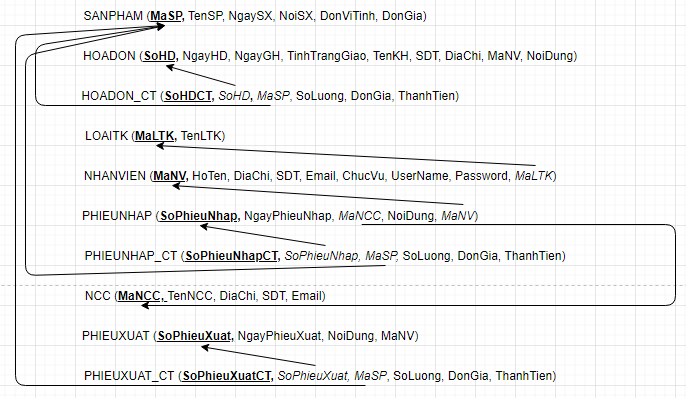 SANPHAM (MaSP, TenSP, NgaySX, NoiSX, DonViTinh, DonGia)
HOADON (SoHD, NgayHD, NgayGH, TinhTrangGiao, TenKH, SDT, DiaChi, MaNV, NoiDung)
HOADON_CT (SoHDCT, SoHD, MaSP, SoLuong, DonGia, ThanhTien)
LOAITK (MaLTK, TenLTK)
NHANVIEN (MaNV, HoTen, DiaChi, SDT, Email, ChucVu, UserName, Password, MaLTK)
PHIEUNHAP (SoPhieuNhap, NgayPhieuNhap, MaNCC, NoiDung, MaNV)
PHIEUNHAP_CT (SoPhieuNhapCT, SoPhieuNhap, MaSP, SoLuong, DonGia, ThanhTien)
NCC (MaNCC, TenNCC, DiaChi, SDT, Email)
PHIEUXUAT (SoPhieuXuat, NgayPhieuXuat, NoiDung, MaNV)
PHIEUXUAT_CT (SoPhieuXuatCT, SoPhieuXuat, MaSP, SoLuong, DonGia, ThanhTien)